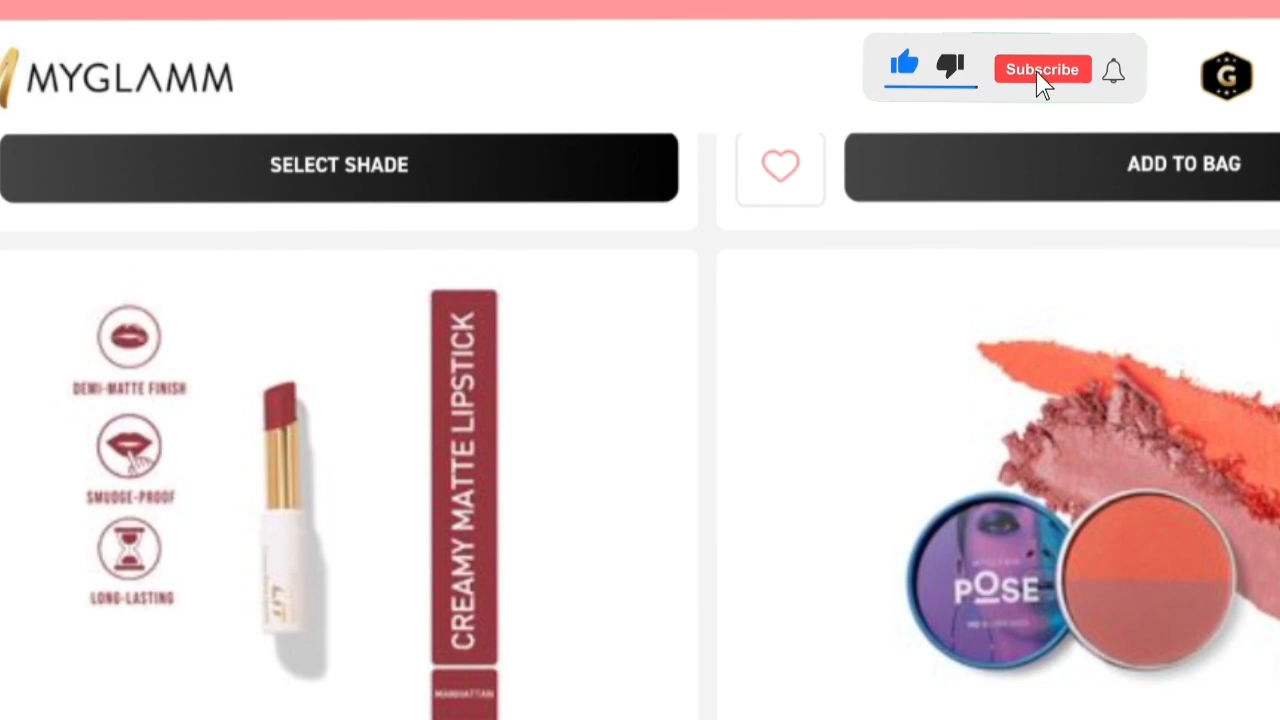 MYGLAMM
Subscribe
G
SELECT SHADE
ADD TO BAG
DEMI-MATTE FINISH
SMUDGE-PROOF
LONG-LASTING
LIT
CREAMY MATTE LIPSTICK
MANHATTAN
POSE